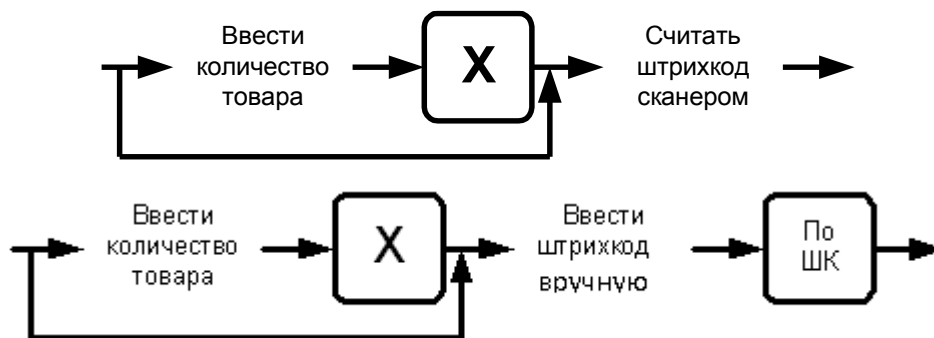 Ввести
количество
товара
X
Считать
штрихкод
сканером
Ввести
количество
товара
X
Ввести
штрихкод
вручную
По
ШК